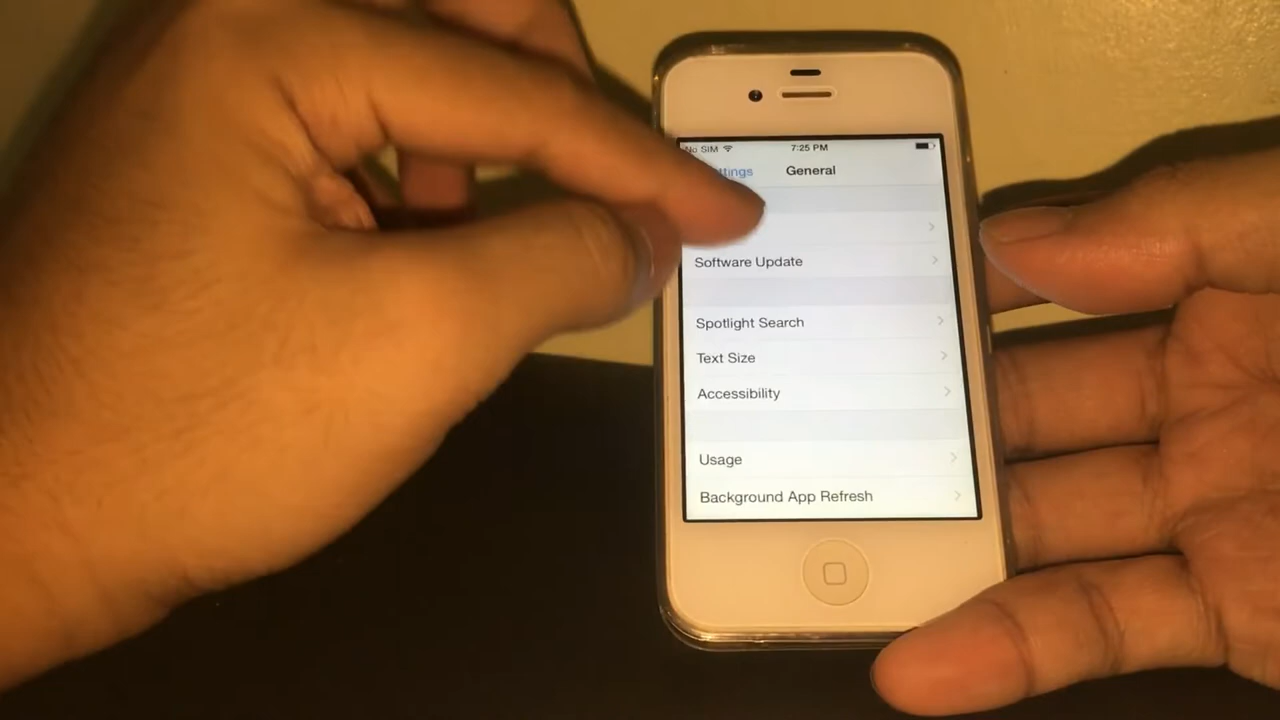 No SIM 7:25 PM
General
Software Update
Spotlight Search
Text Size
Accessibility
Usage
Background App Refresh